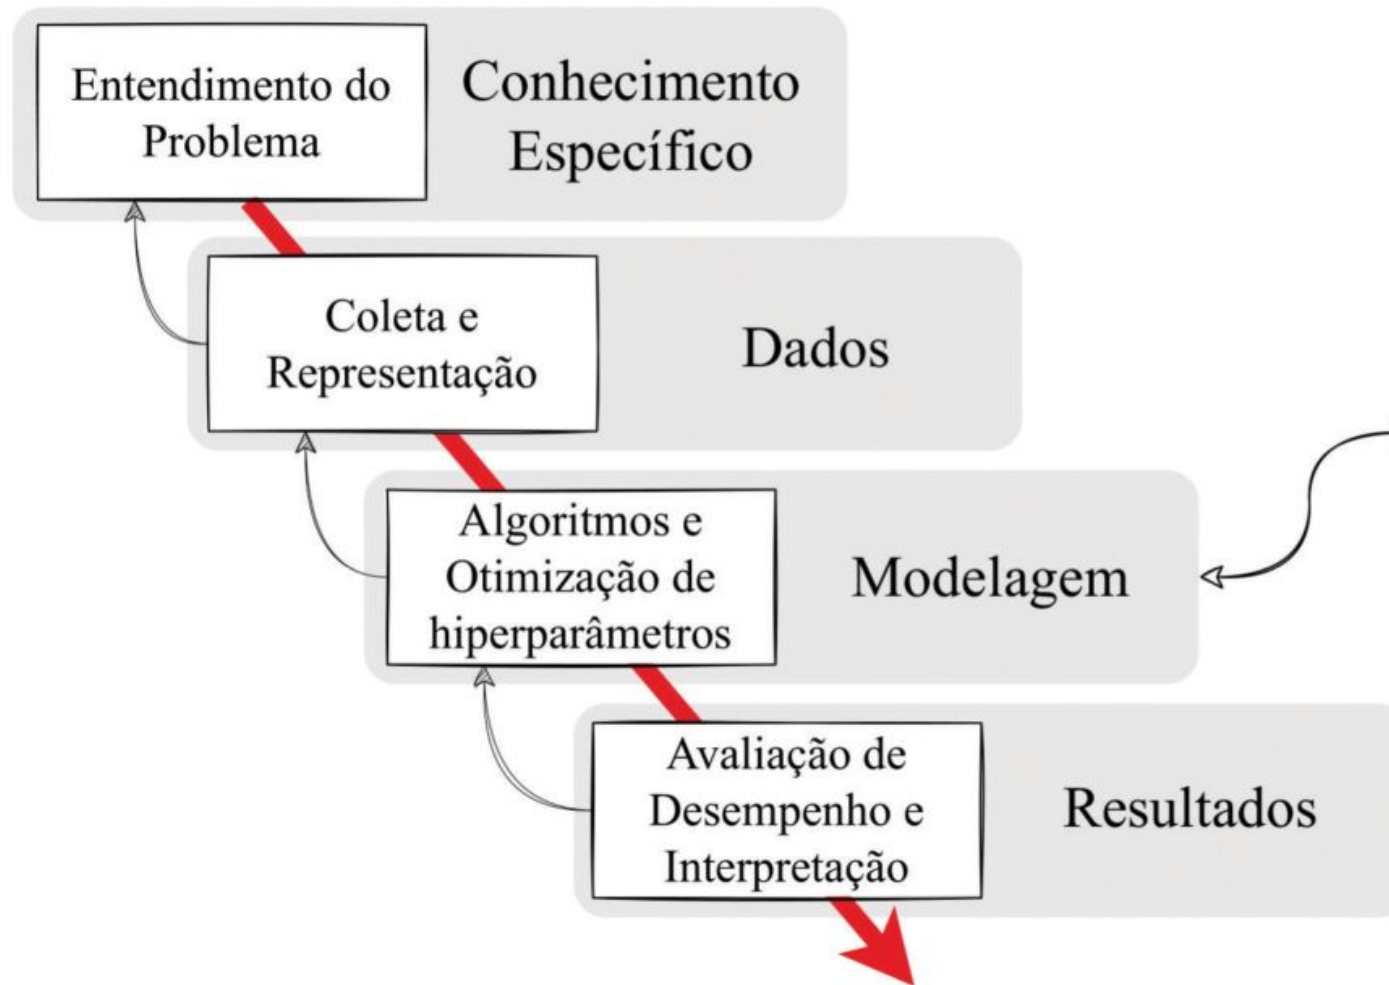 Entendimento do
Problema
Conhecimento
Específico
Coleta e
Representação
Dados
Algoritmos e
Otimização de
hiperparâmetros
Modelagem
Avaliação de
Desempenho e
Interpretação
Resultados